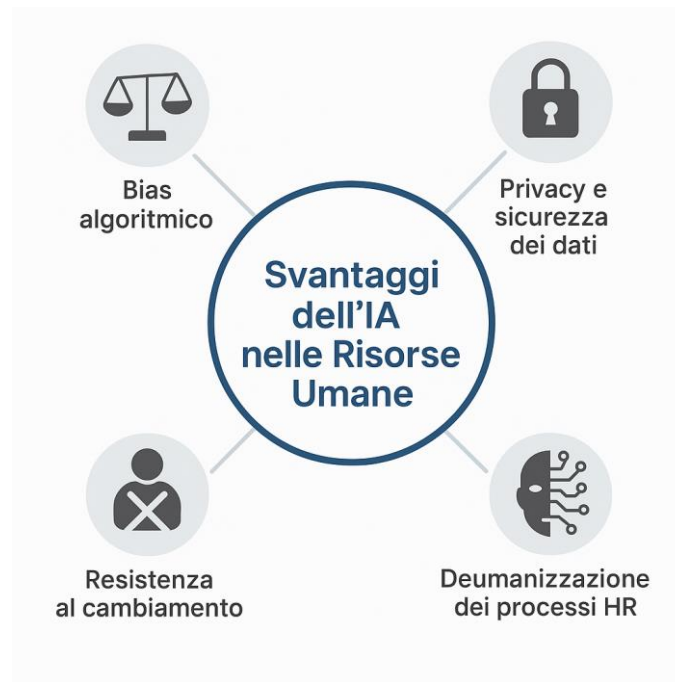 Bias
algoritmico
Privacy e
sicurezza
dei dati
Svantaggi
dell'IA
nelle Risorse
Umane
Resistenza
al cambiamento
Deumanizzazione
dei processi HR